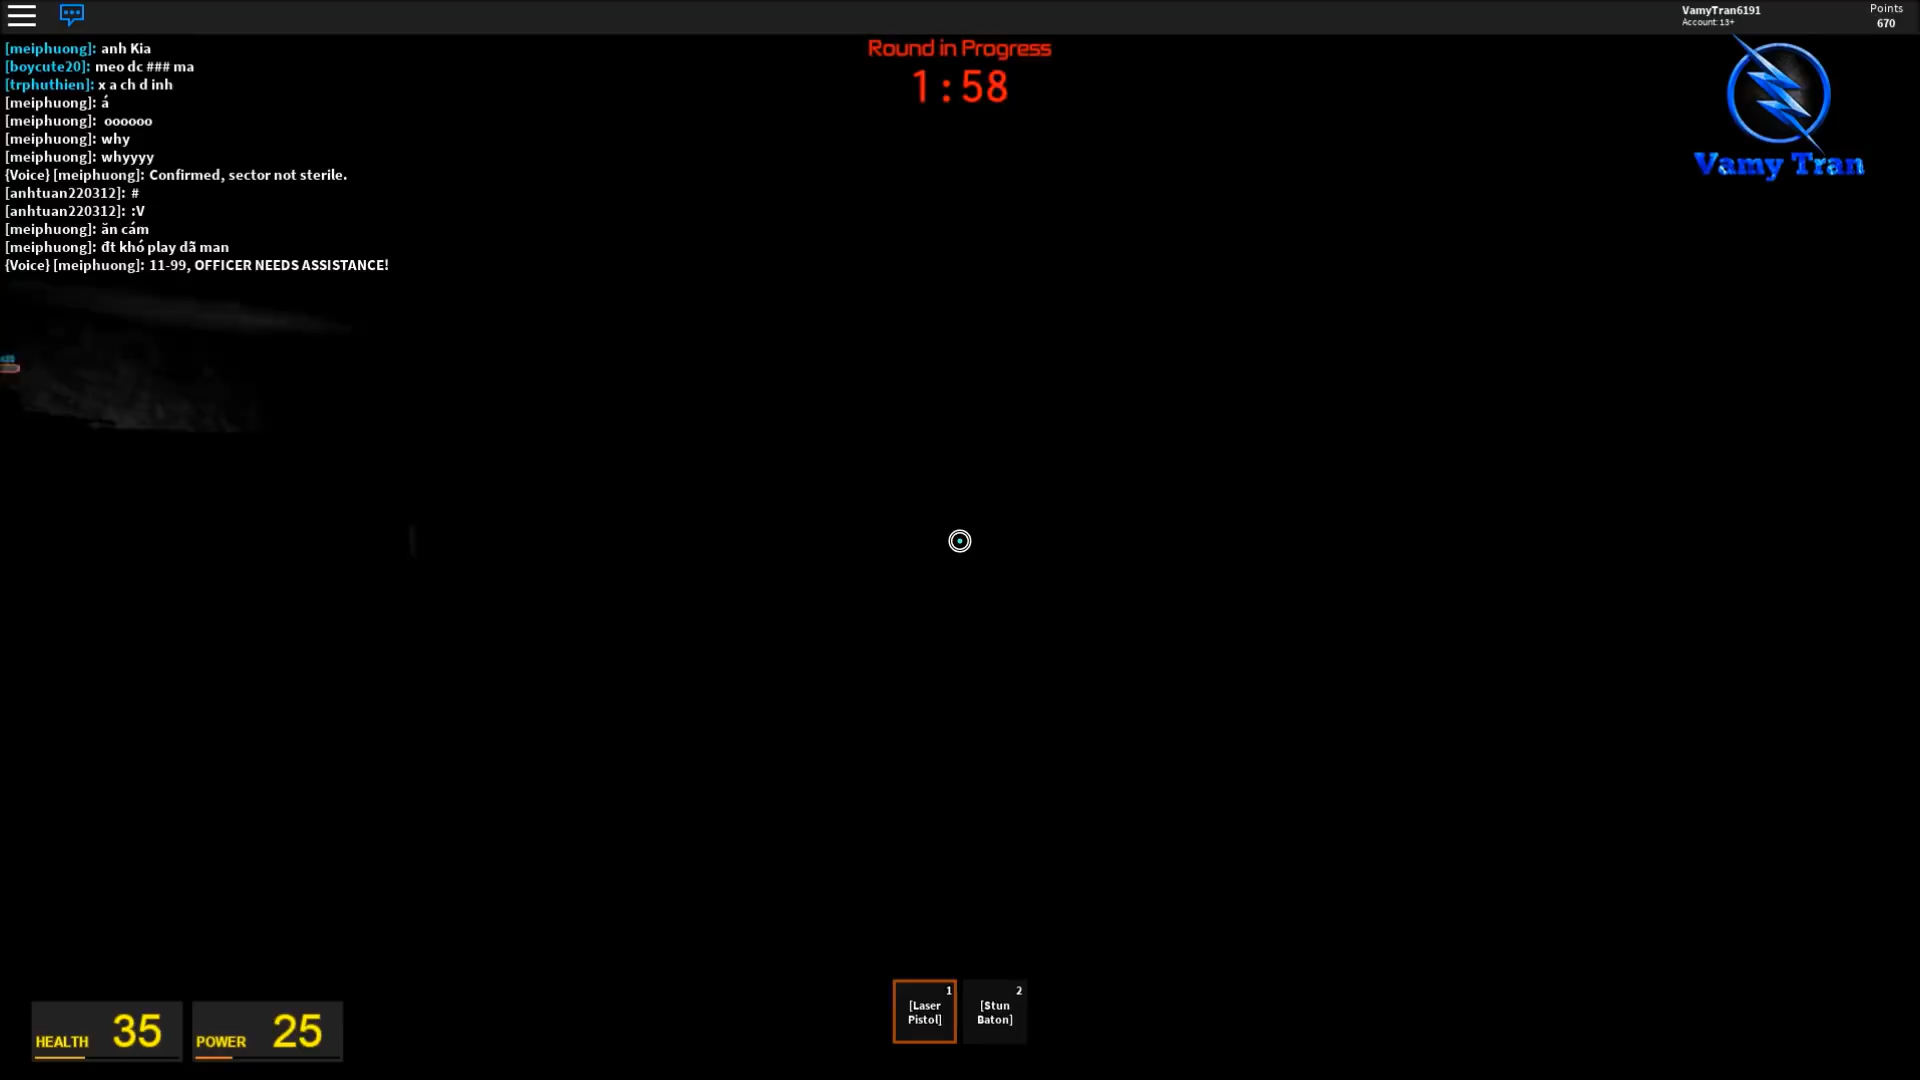 VamyTran6191
Account: 13+
Points
670
[meiphuong]: anh Kia
[boycute20]: meo dc ### ma
[trphuthien]: x a ch d inh
[meiphuong]: á
[meiphuong]: oooooo
[meiphuong]: why
[meiphuong]: whyyyy
{Voice} [meiphuong]: Confirmed, sector not sterile.
[anhtuan220312]: #
[anhtuan220312]: :V
[meiphuong]: ăn cám
[meiphuong]: đt khó play dã man
{Voice} [meiphuong]: 11-99, OFFICER NEEDS ASSISTANCE!
Round in Progress
1:58
Vamy Tran
HEALTH 35
POWER 25
1
[Laser
Pistol]
2
[Stun
Baton]